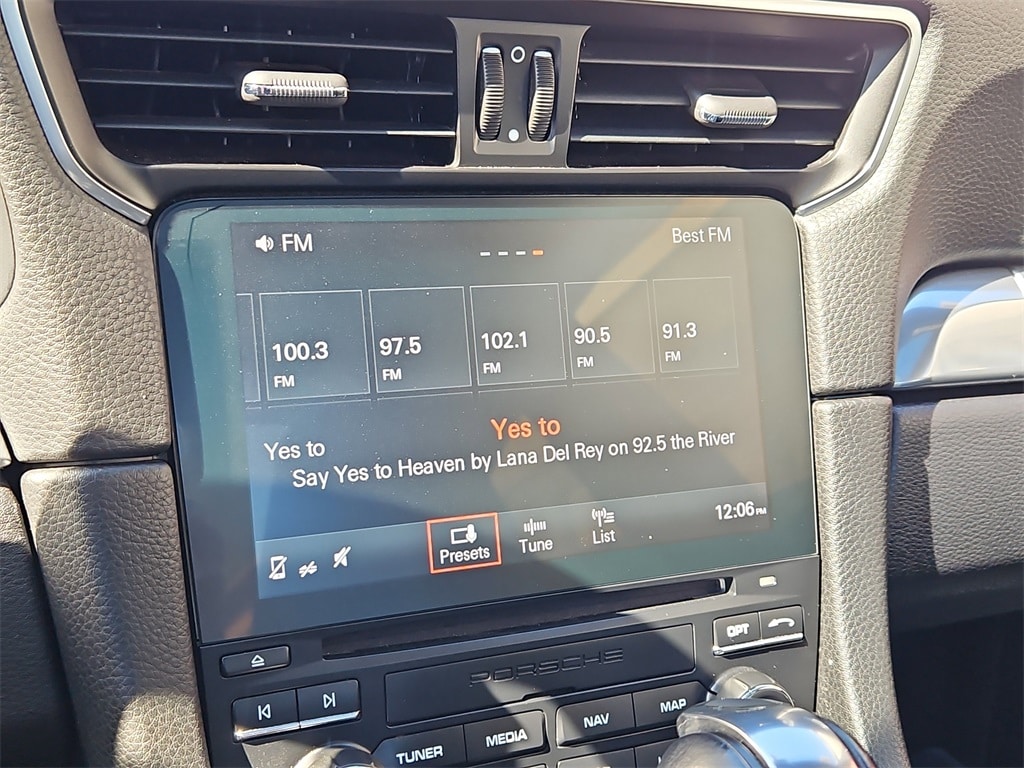 FM
Best FM
100.3 FM
97.5 FM
102.1 FM
90.5 FM
91.3 FM
Yes to
Yes to
Say Yes to Heaven by Lana Del Rey on 92.5 the River
Presets
Tune
List
12:06 PM
OPT
PORSCHE
TUNER
MEDIA
NAV
MAP